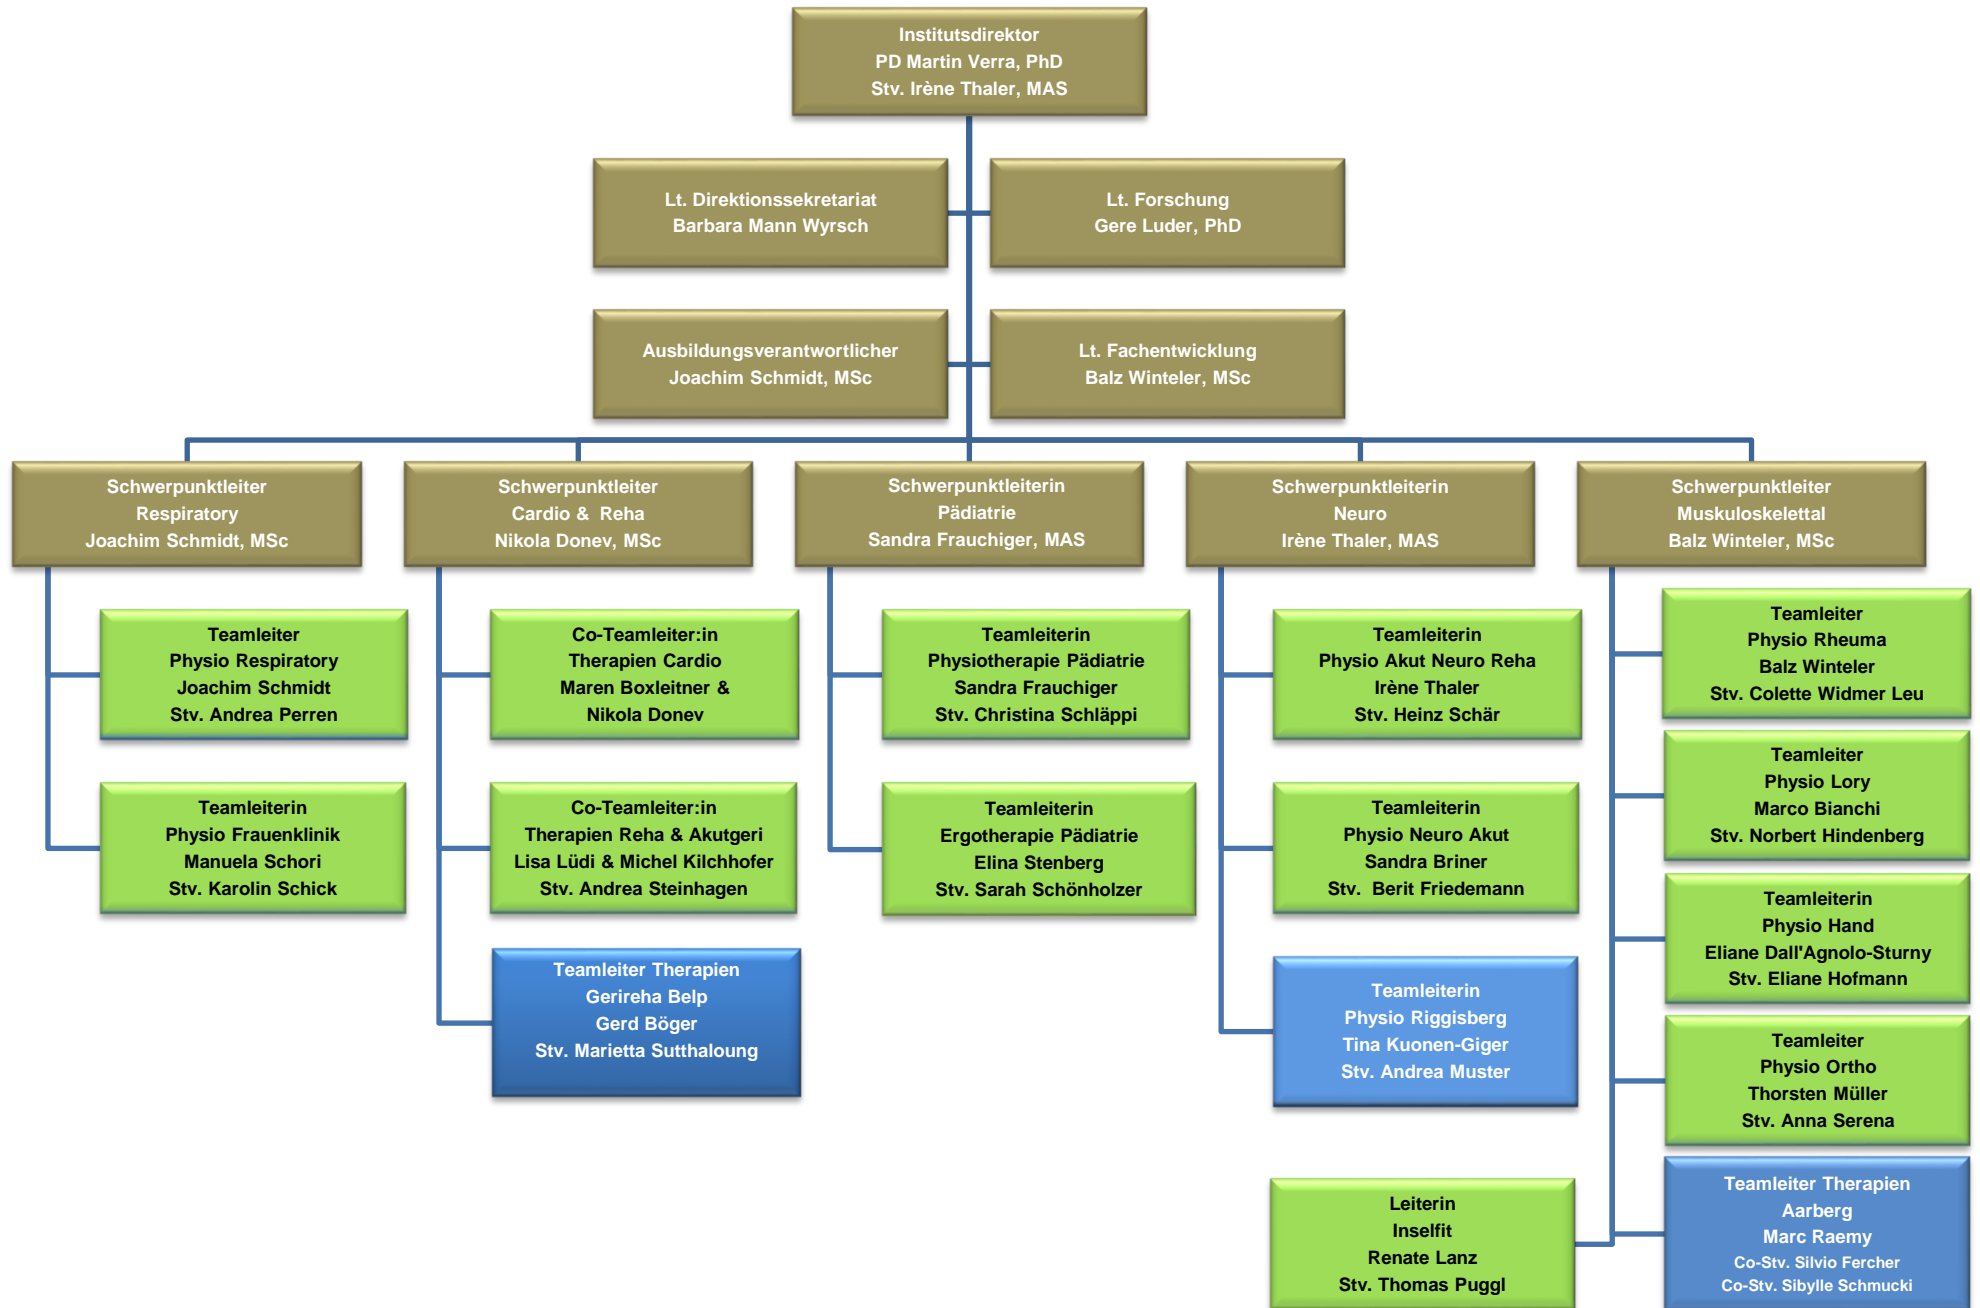 Institutsdirektor
PD Martin Verra, PhD
Stv. Irène Thaler, MAS
Lt. Direktionssekretariat
Barbara Mann Wyrsch
Lt. Forschung
Gere Luder, PhD
Ausbildungsverantwortlicher
Joachim Schmidt, MSc
Lt. Fachentwicklung
Balz Winteler, MSc
Schwerpunktleiter
Respiratory
Joachim Schmidt, MSc
Schwerpunktleiter
Cardio &  Reha
Nikola Donev, MSc
Schwerpunktleiterin
Pädiatrie
Sandra Frauchiger, MAS
Schwerpunktleiterin
Neuro
Irène Thaler, MAS
Schwerpunktleiter
Muskuloskelettal
Balz Winteler, MSc
Teamleiter
Physio Respiratory
Joachim Schmidt
Stv. Andrea Perren
Teamleiterin
Physio Frauenklinik
Manuela Schori
Stv. Karolin Schick
Co-Teamleiter:in
Therapien Cardio
Maren Boxleitner &
Nikola Donev
Co-Teamleiter:in
Therapien Reha & Akutgeri
Lisa Lüdi & Michel Kilchhofer
Stv. Andrea Steinhagen
Teamleiter Therapien
Gerireha Belp
Gerd Böger
Stv. Marietta Sutthaloung
Teamleiterin
Physiotherapie Pädiatrie
Sandra Frauchiger
Stv. Christina Schläppi
Teamleiterin
Ergotherapie Pädiatrie
Elina Stenberg
Stv. Sarah Schönholzer
Teamleiterin
Physio Akut Neuro Reha
Irène Thaler
Stv. Heinz Schär
Teamleiterin
Physio Neuro Akut
Sandra Briner
Stv.  Berit Friedemann
Teamleiterin
Physio Riggisberg
Tina Kuonen-Giger
Stv. Andrea Muster
Teamleiter
Physio Rheuma
Balz Winteler
Stv. Colette Widmer Leu
Teamleiter
Physio Lory
Marco Bianchi
Stv. Norbert Hindenberg
Teamleiterin
Physio Hand
Eliane Dall'Agnolo-Sturny
Stv. Eliane Hofmann
Teamleiter
Physio Ortho
Thorsten Müller
Stv. Anna Serena
Leiterin
Inselfit
Renate Lanz
Stv. Thomas Puggl
Teamleiter Therapien
Aarberg
Marc Raemy
Co-Stv. Silvio Fercher
Co-Stv. Sibylle Schmucki